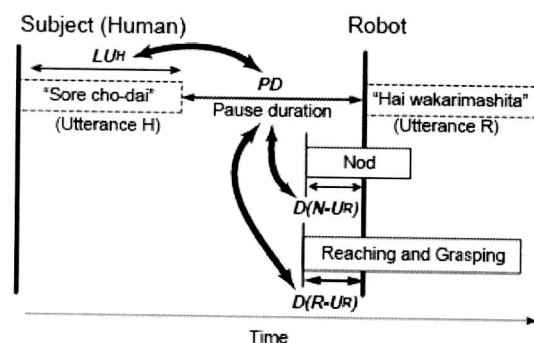 Subject (Human)
Robot
LUH
PD
"Sore cho-dai"
"Hai wakarimashita"
(Utterance H)
Pause duration
(Utterance R)
Nod
D(N-UR)
Reaching and Grasping
D(R-UR)
Time